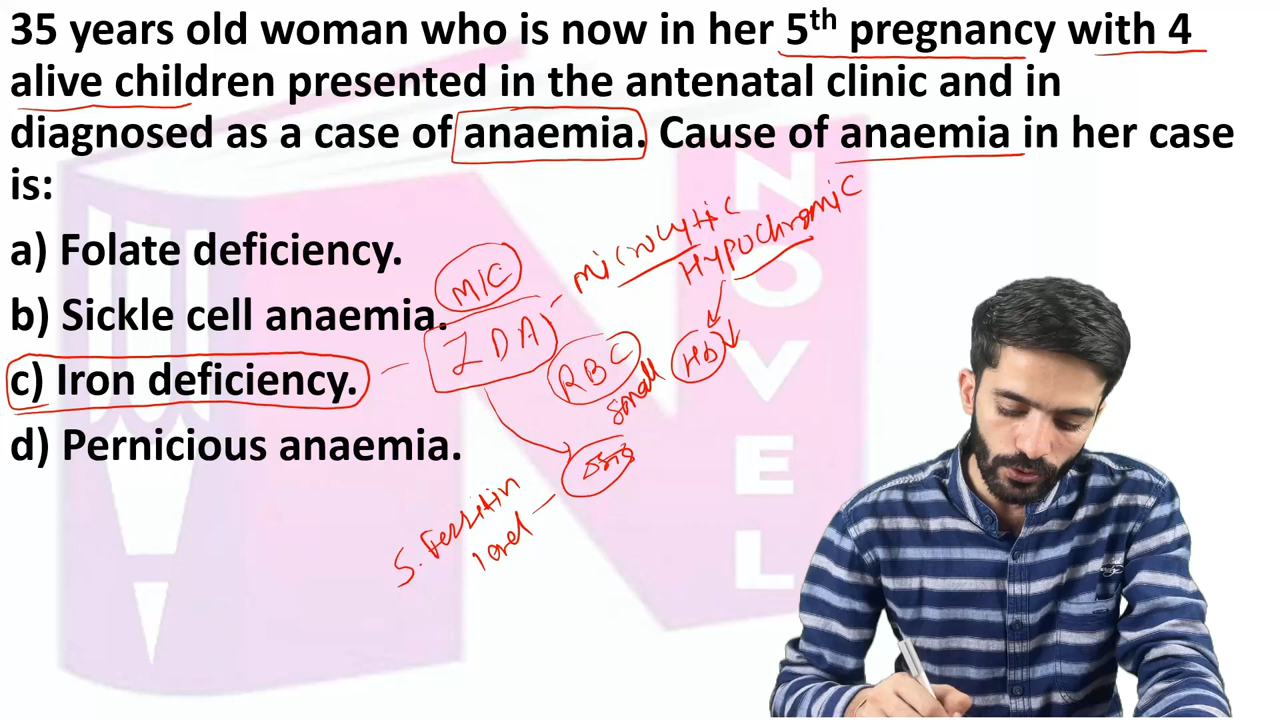 35 years old woman who is now in her 5th pregnancy with 4
alive children presented in the antenatal clinic and in
diagnosed as a case of anaemia. Cause of anaemia in her case
is:
a) Folate deficiency.
b) Sickle cell anaemia.
c) Iron deficiency.
d) Pernicious anaemia.
microcytic
Hypochromic
M/C
IDA
RBC
small
Hb↓
S. Ferritin
level
NOVEL